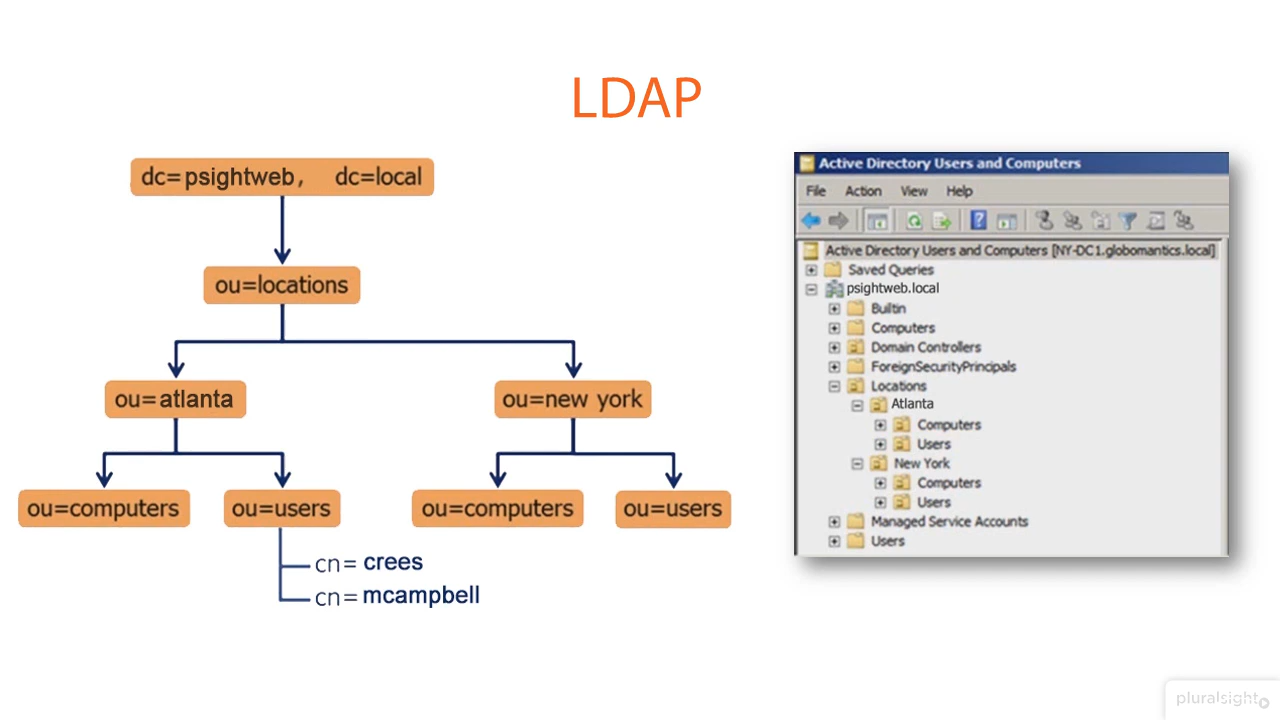 LDAP
dc=psightweb, dc=local
ou=locations
ou=atlanta
ou=new york
ou=computers
ou=users
ou=computers
ou=users
cn= crees
cn= mcampbell
Active Directory Users and Computers
File Action View Help
Active Directory Users and Computers [NY-DC1.globomantics.local]
Saved Queries
psightweb.local
Builtin
Computers
Domain Controllers
ForeignSecurityPrincipals
Locations
Atlanta
Computers
Users
New York
Computers
Users
Managed Service Accounts
Users
pluralsight